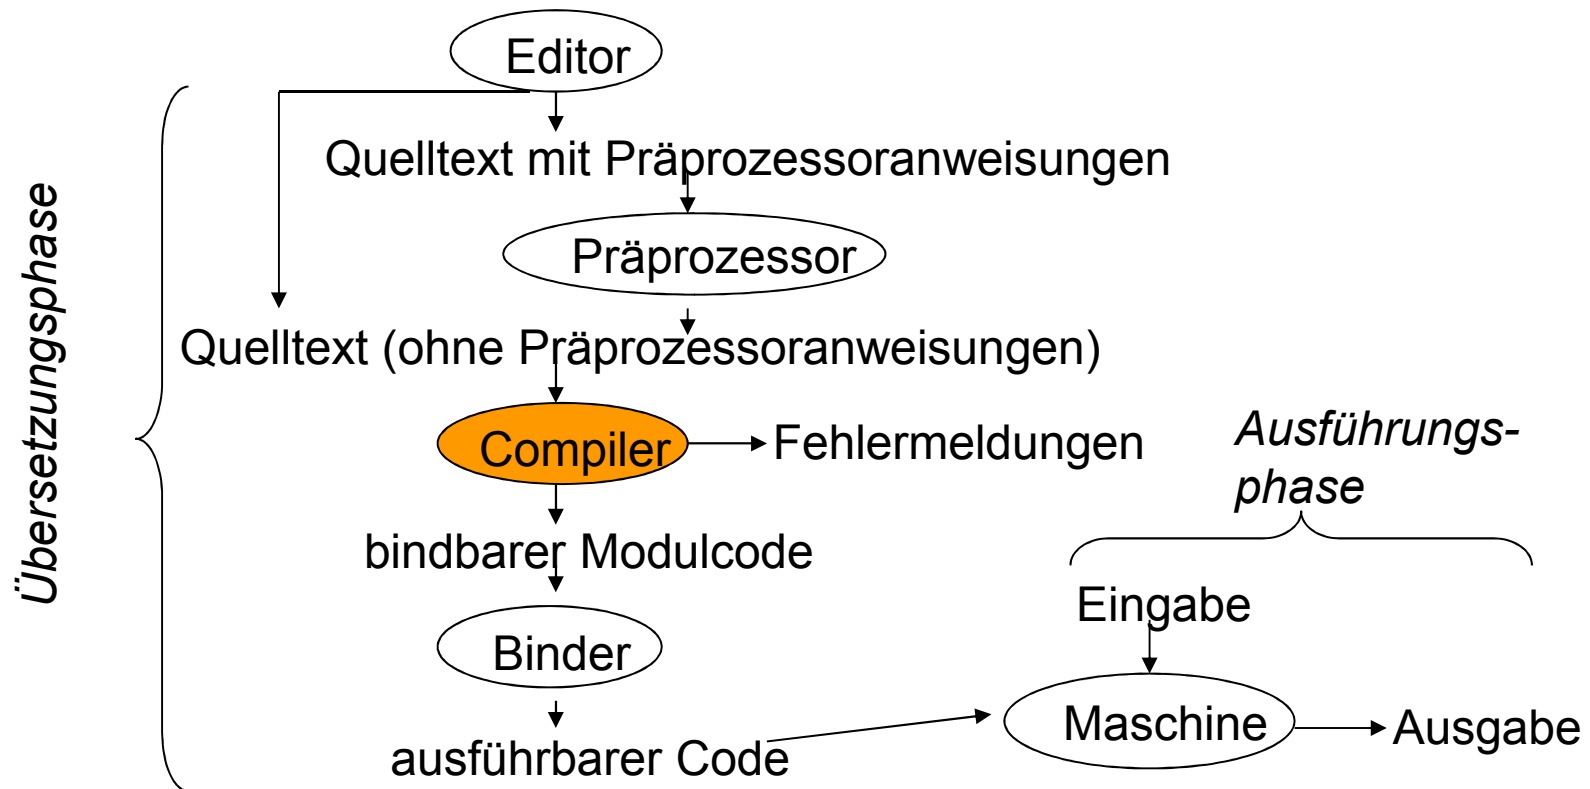 Editor
Quelltext mit Präprozessoranweisungen
Übersetzungsphase
Präprozessor
Quelltext (ohne Präprozessoranweisungen)
Compiler
Fehlermeldungen
Ausführungs-
phase
bindbarer Modulcode
Eingabe
Binder
Maschine
Ausgabe
ausführbarer Code